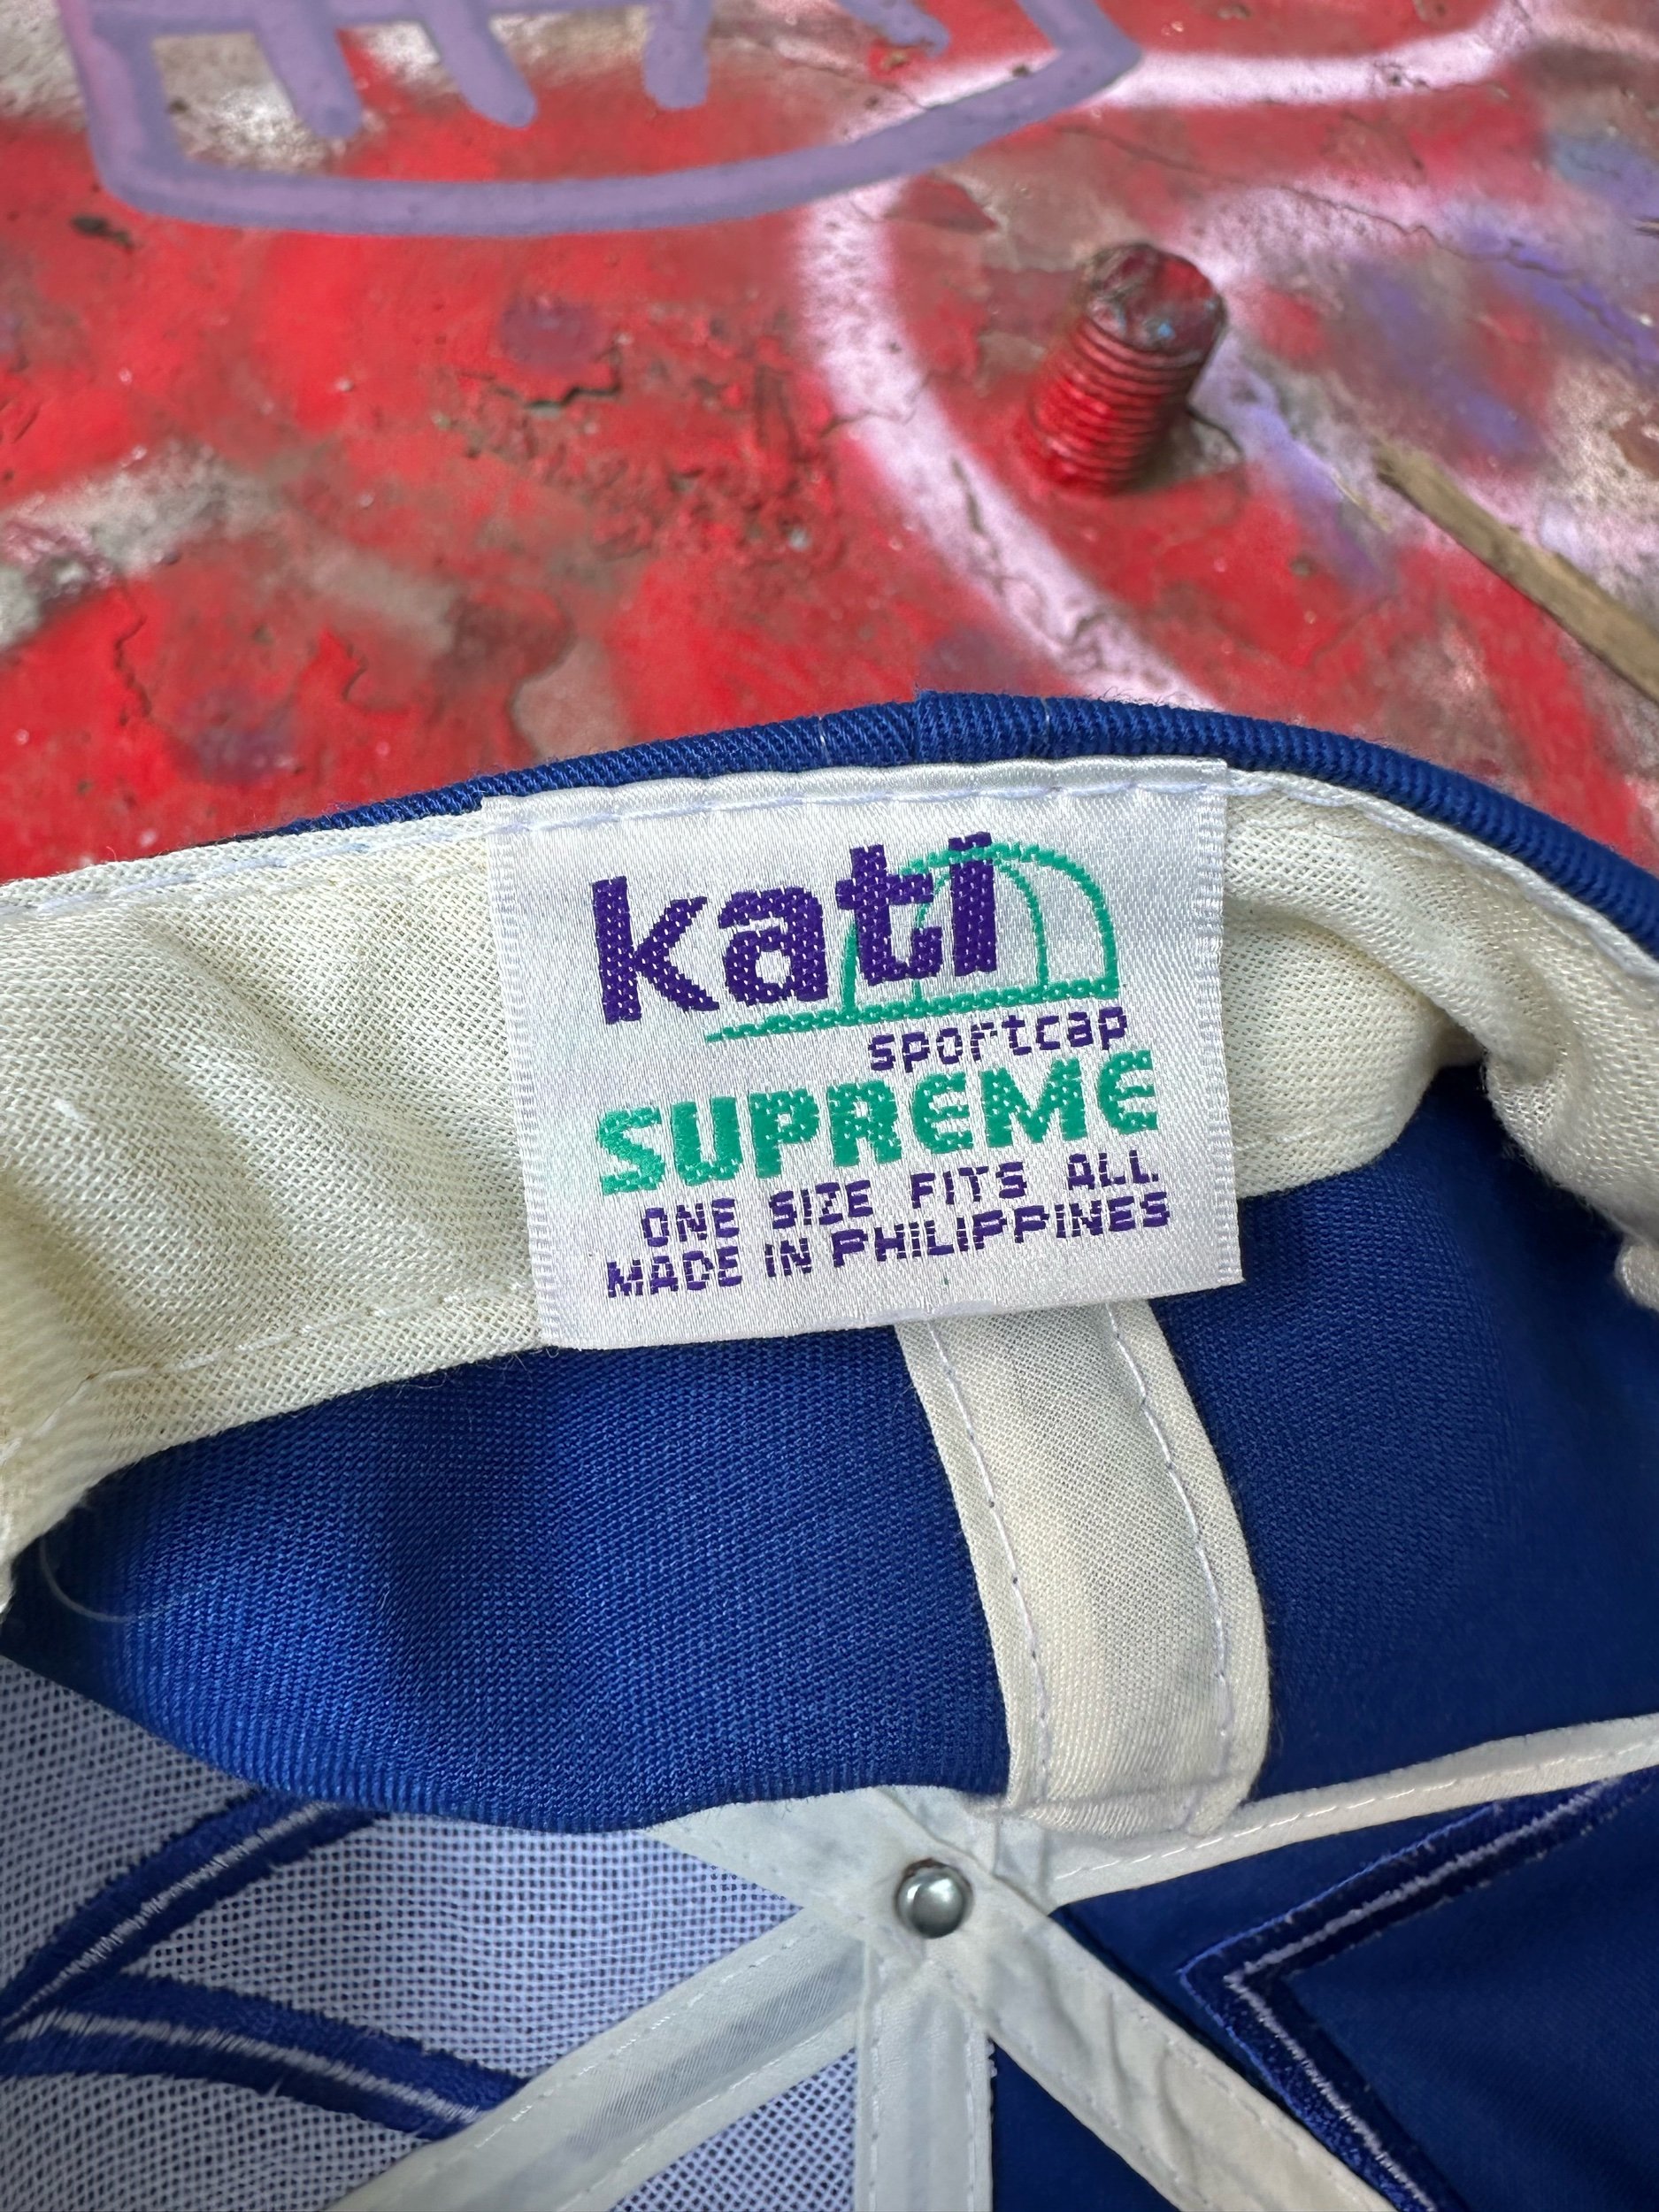 kati
sportcap
SUPREME
ONE SIZE FITS ALL
MADE IN PHILIPPINES